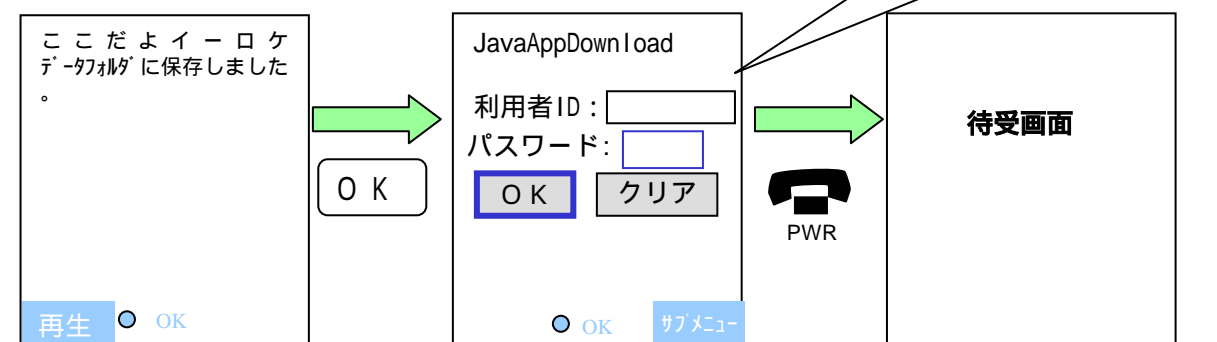 ここだよイーロケ
ﾃﾞｰﾀﾌｫﾙﾀﾞに保存しました
。
再生 OK
OK
JavaAppDownload
利用者ID：
パスワード：
OK クリア
OK ｻﾌﾞﾒﾆｭｰ
PWR
待受画面